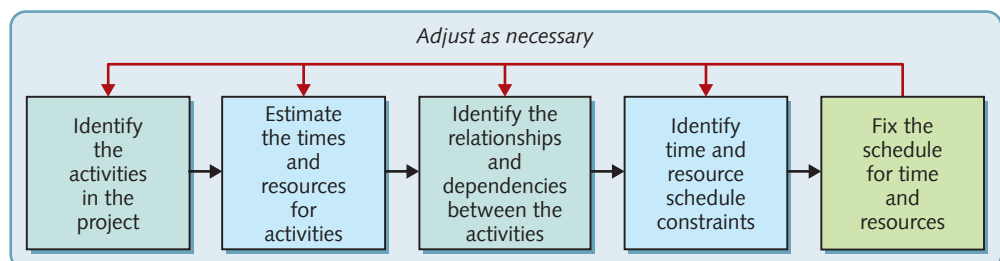 Adjust as necessary
Identify
the
activities
in the
project
Estimate
the times
and
resources
for
activities
Identify the
relationships
and
dependencies
between the
activities
Identify
time and
resource
schedule
constraints
Fix the
schedule
for time
and
resources